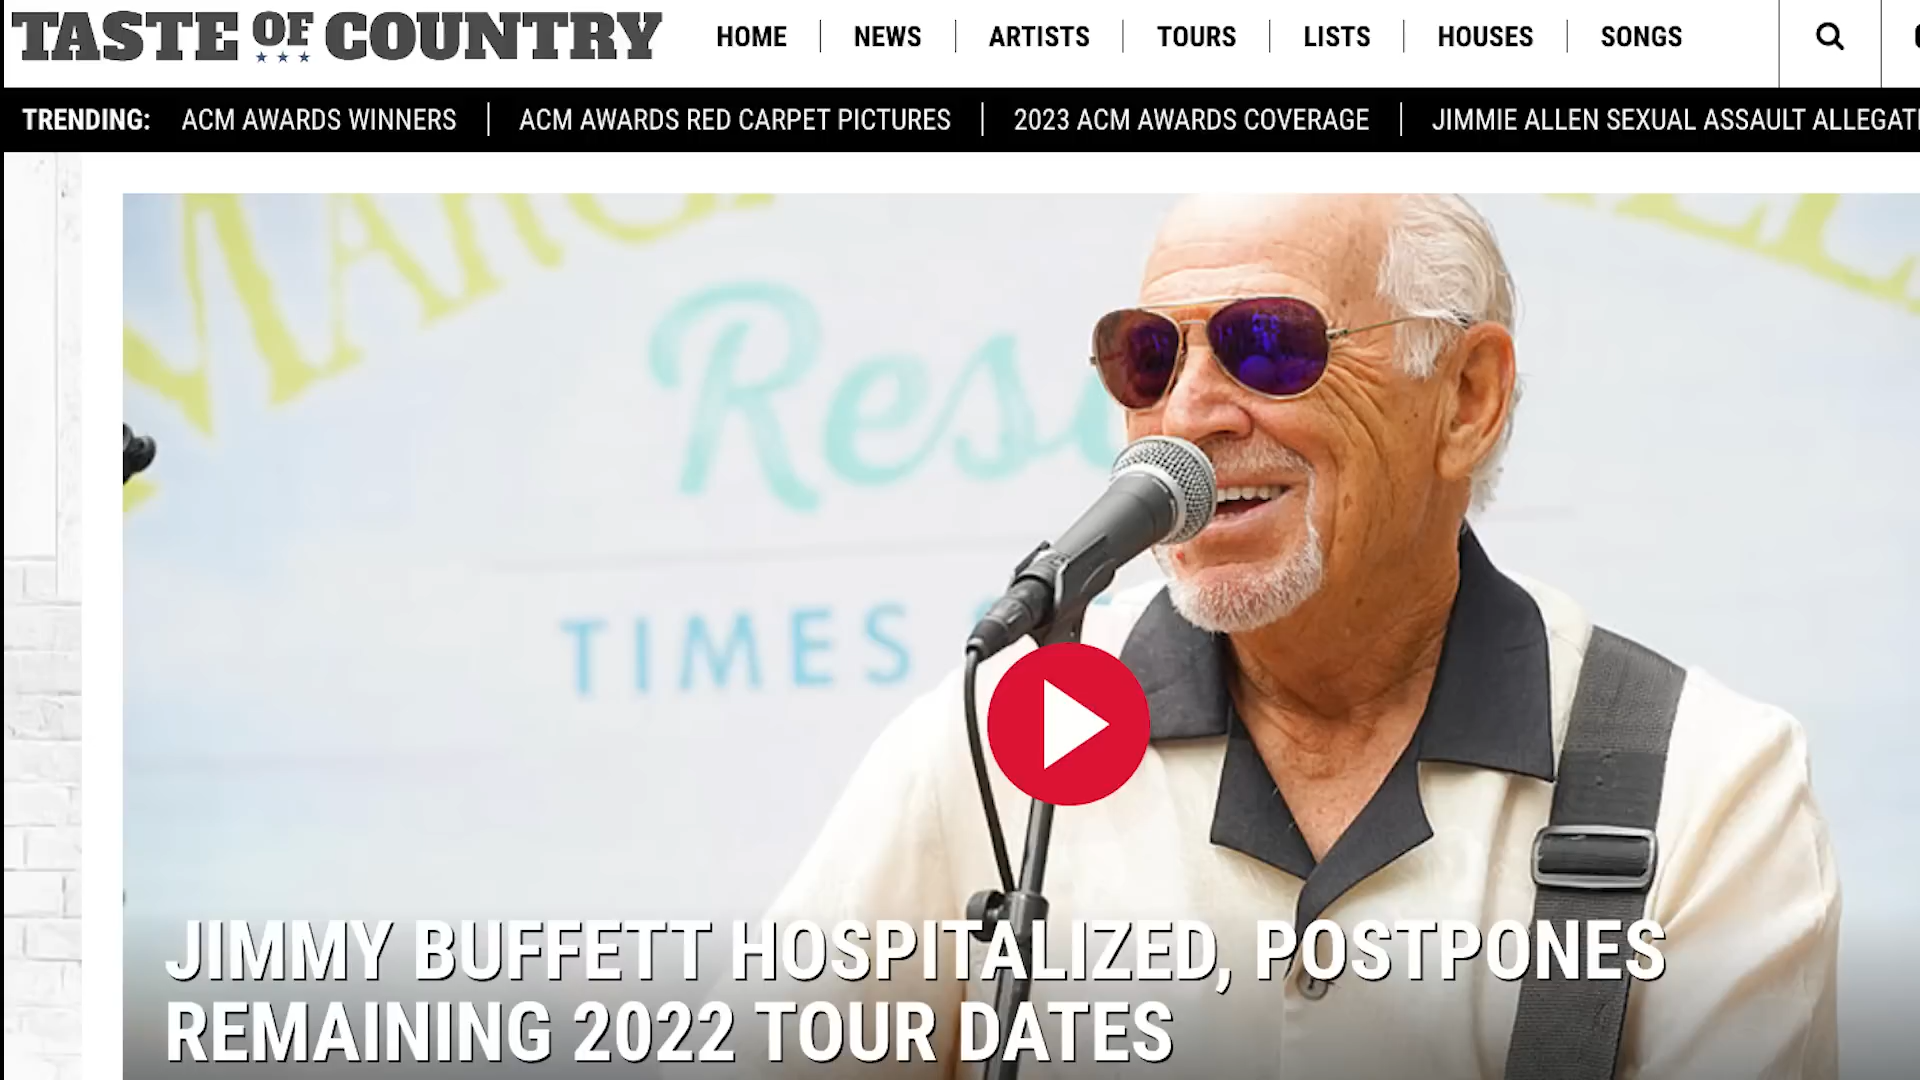 TASTE OF COUNTRY
HOME NEWS ARTISTS TOURS LISTS HOUSES SONGS
TRENDING: ACM AWARDS WINNERS ACM AWARDS RED CARPET PICTURES 2023 ACM AWARDS COVERAGE JIMMIE ALLEN SEXUAL ASSAULT ALLEGATI
Res
TIMES
JIMMY BUFFETT HOSPITALIZED, POSTPONES
REMAINING 2022 TOUR DATES